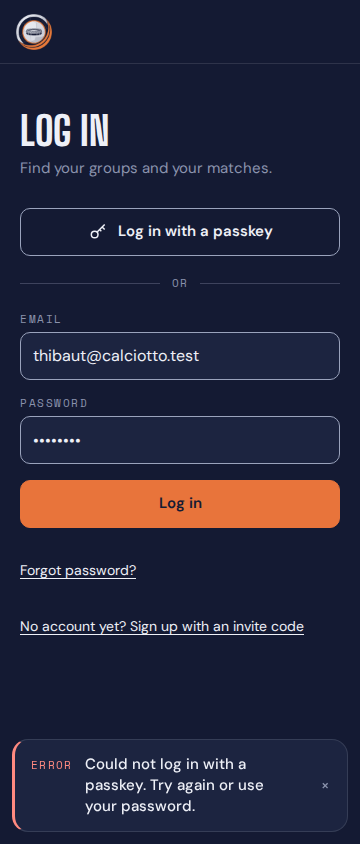 LOG IN
Find your groups and your matches.
Log in with a passkey
OR
EMAIL
thibaut@calciotto.test
PASSWORD
••••••••
Log in
Forgot password?
No account yet? Sign up with an invite code
ERROR
Could not log in with a
passkey. Try again or use
your password.
×